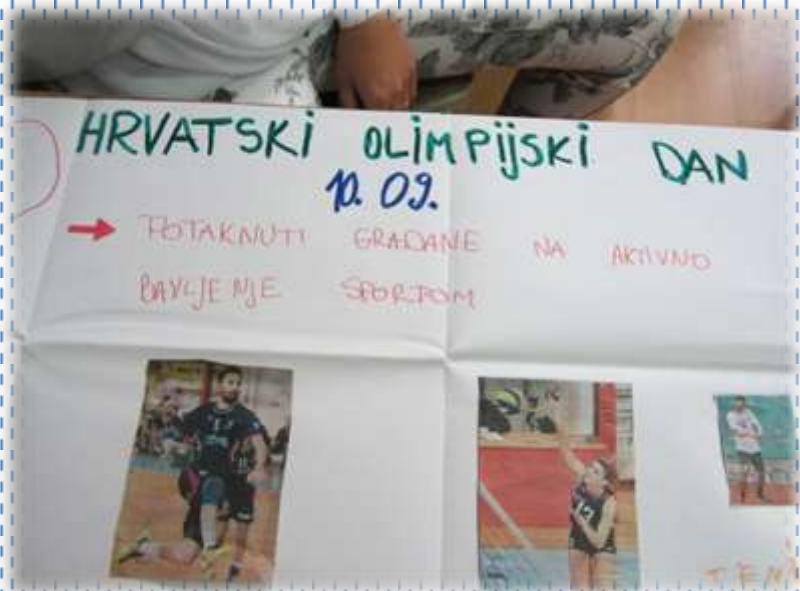 HRVATSKI OLIMPIJSKI DAN
10. 09.
POTAKNUTI GRAĐANE NA AKTIVNO
BAVLJENJE SPORTOM